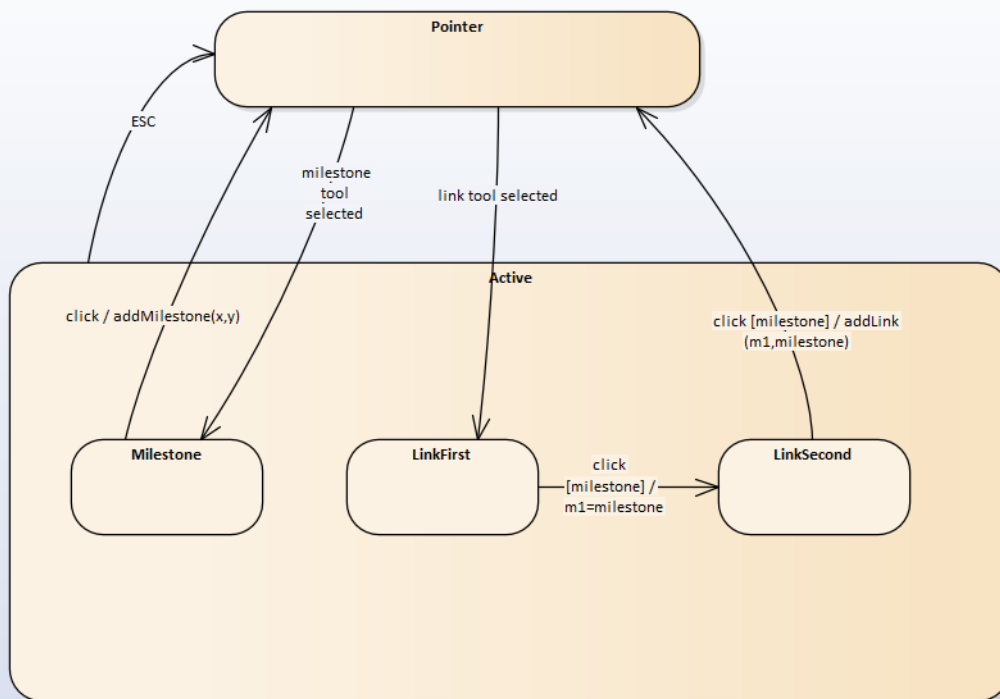 Pointer
ESC
milestone
tool
selected
link tool selected
Active
click / addMilestone(x,y)
click [milestone] / addLink
(m1,milestone)
Milestone
LinkFirst
LinkSecond
click
[milestone] /
m1=milestone